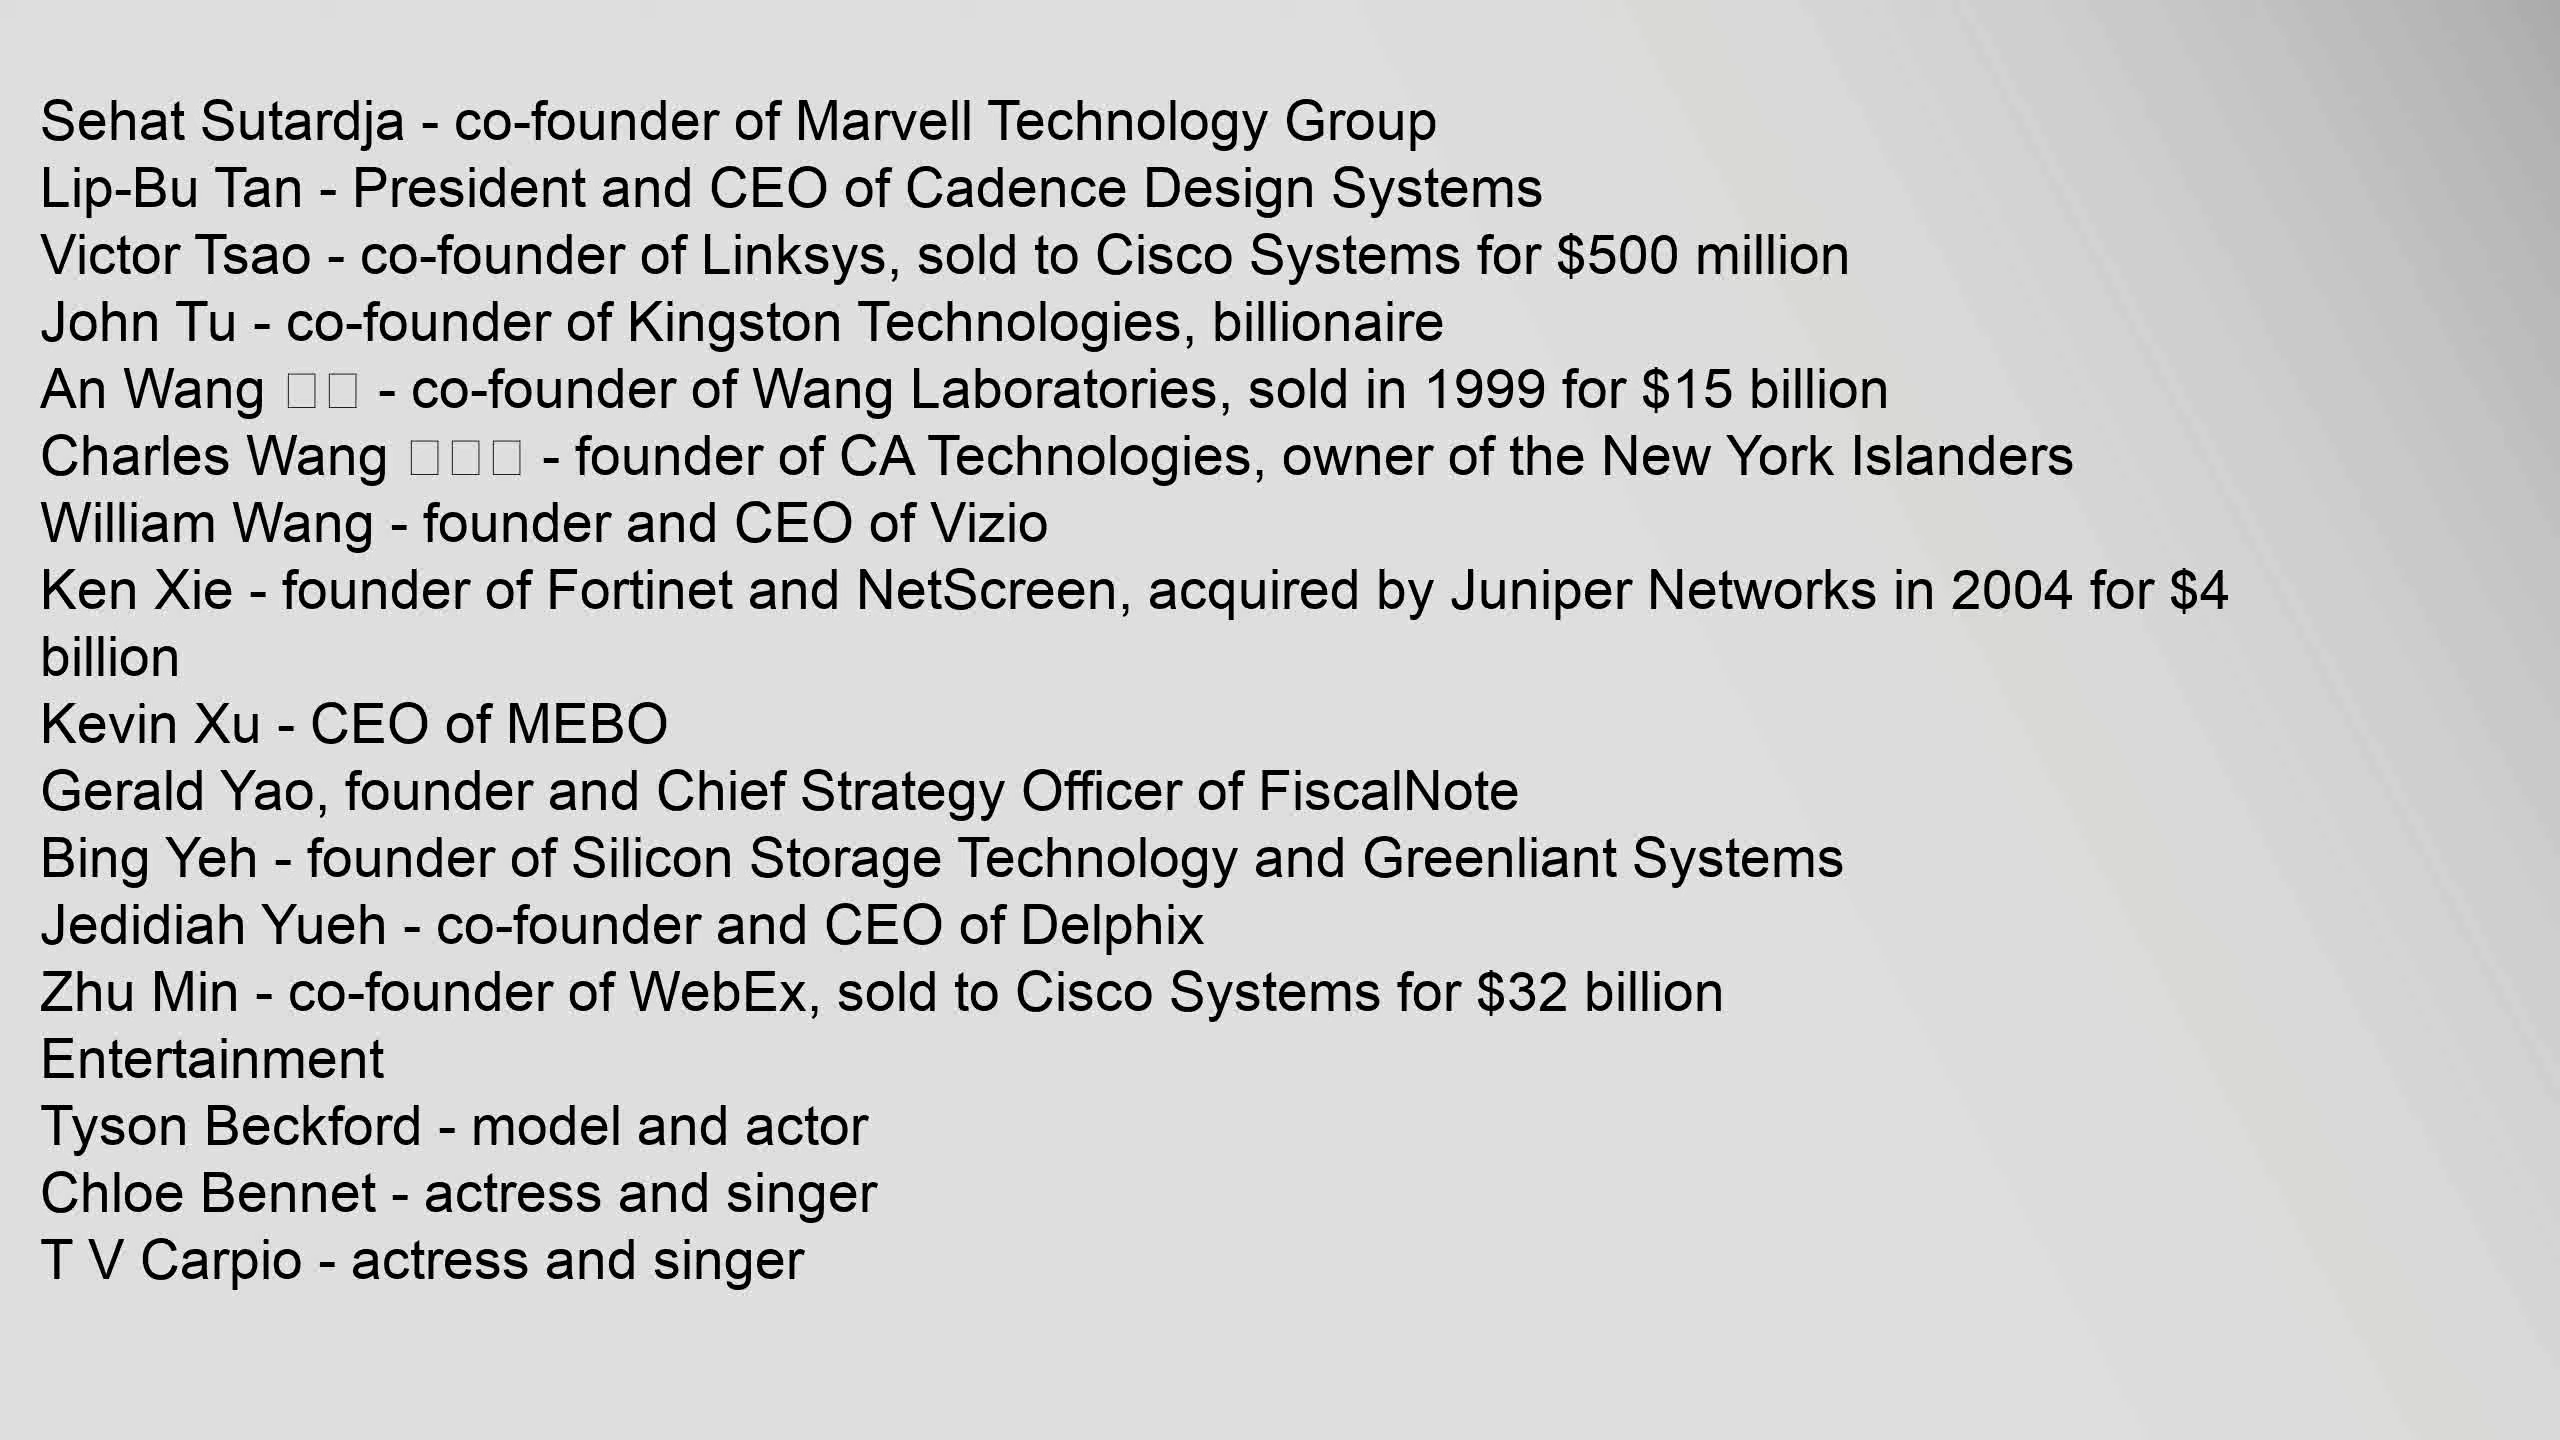 Sehat Sutardja - co-founder of Marvell Technology Group
Lip-Bu Tan - President and CEO of Cadence Design Systems
Victor Tsao - co-founder of Linksys, sold to Cisco Systems for $500 million
John Tu - co-founder of Kingston Technologies, billionaire
An Wang □□ - co-founder of Wang Laboratories, sold in 1999 for $15 billion
Charles Wang □□□ - founder of CA Technologies, owner of the New York Islanders
William Wang - founder and CEO of Vizio
Ken Xie - founder of Fortinet and NetScreen, acquired by Juniper Networks in 2004 for $4
billion
Kevin Xu - CEO of MEBO
Gerald Yao, founder and Chief Strategy Officer of FiscalNote
Bing Yeh - founder of Silicon Storage Technology and Greenliant Systems
Jedidiah Yueh - co-founder and CEO of Delphix
Zhu Min - co-founder of WebEx, sold to Cisco Systems for $32 billion
Entertainment
Tyson Beckford - model and actor
Chloe Bennet - actress and singer
T V Carpio - actress and singer